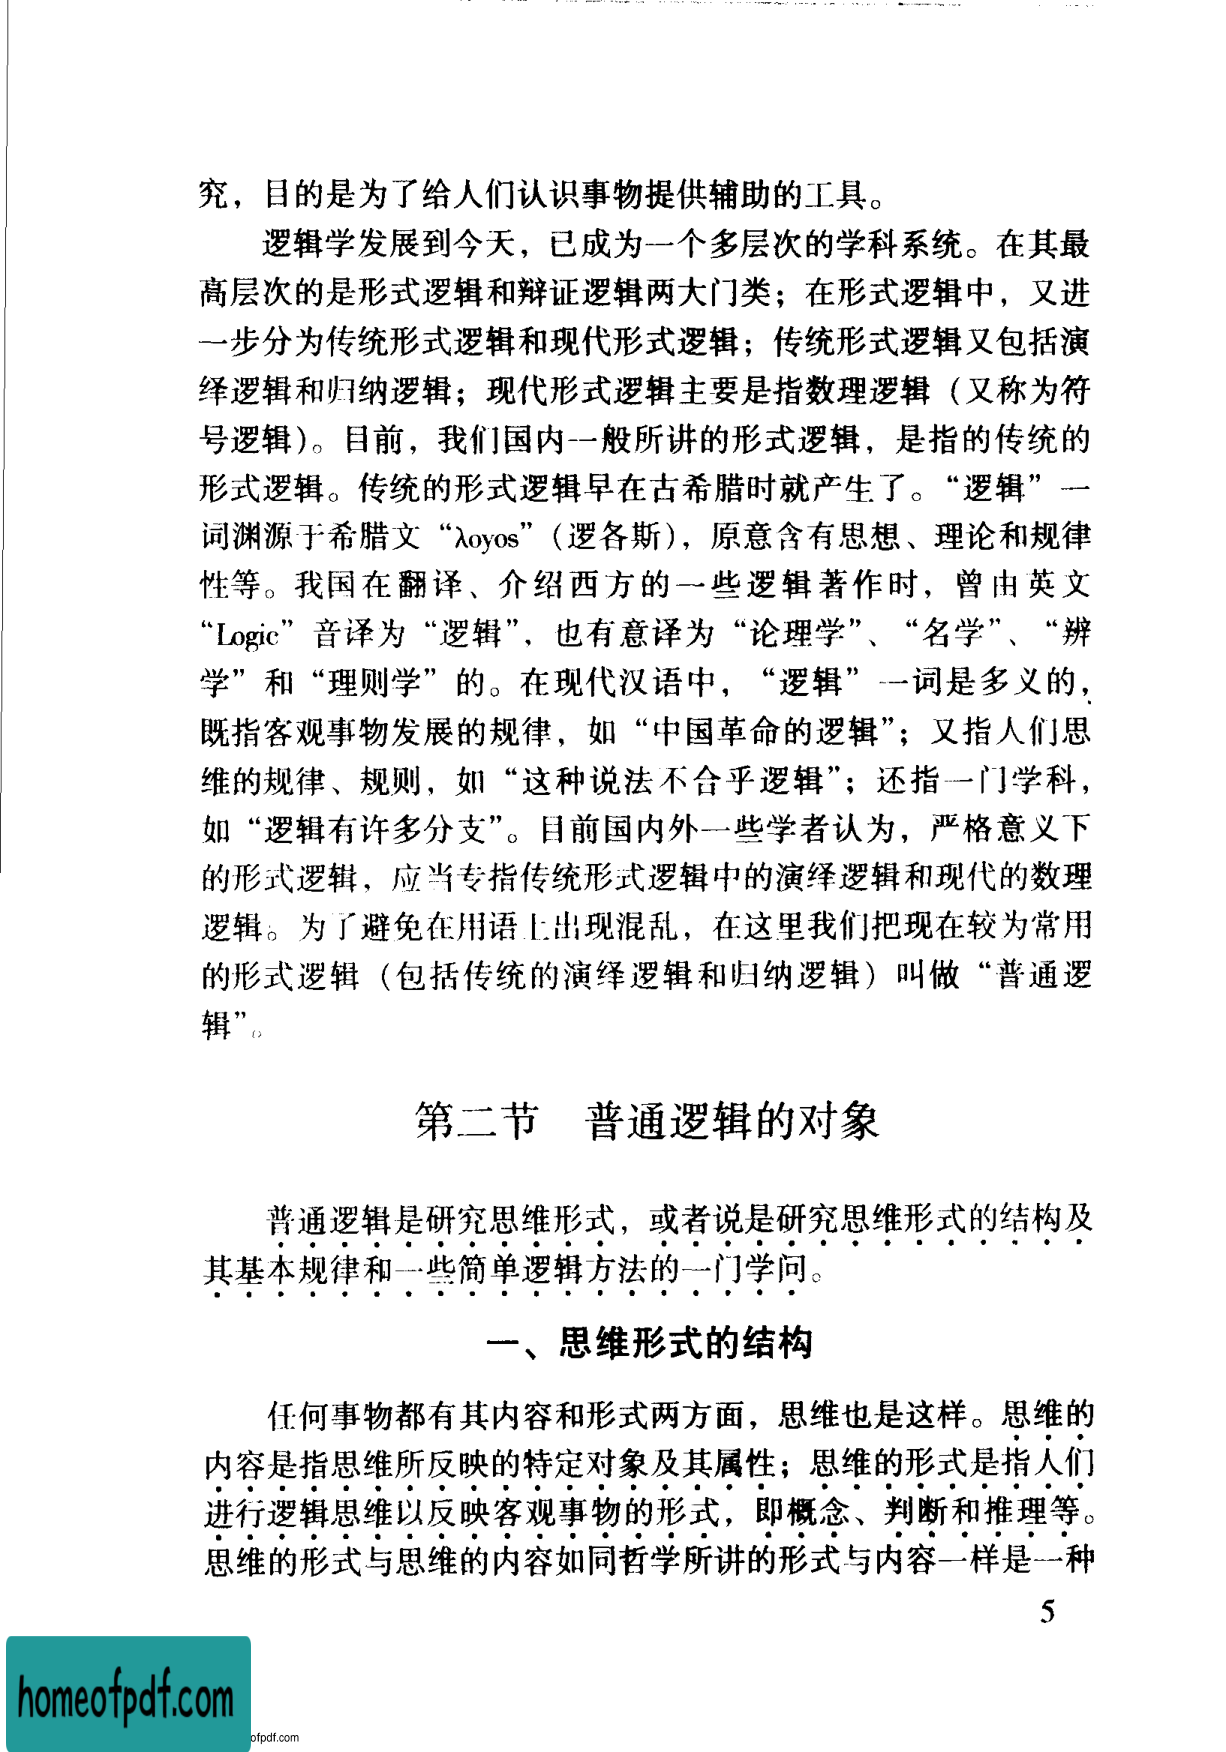 究，目的是为了给人们认识事物提供辅助的工具。
逻辑学发展到今天，已成为一个多层次的学科系统。在其最
高层次的是形式逻辑和辩证逻辑两大门类；在形式逻辑中，又进
一步分为传统形式逻辑和现代形式逻辑；传统形式逻辑又包括演
绎逻辑和归纳逻辑；现代形式逻辑主要是指数理逻辑（又称为符
号逻辑）。目前，我们国内一般所讲的形式逻辑，是指的传统的
形式逻辑。传统的形式逻辑早在古希腊时就产生了。“逻辑”一
词渊源于希腊文“λoyos”（逻各斯），原意含有思想、理论和规律
性等。我国在翻译、介绍西方的一些逻辑著作时，曾由英文
“Logic”音译为“逻辑”，也有意译为“论理学”、“名学”、“辨
学”和“理则学”的。在现代汉语中，“逻辑”一词是多义的，
既指客观事物发展的规律，如“中国革命的逻辑”；又指人们思
维的规律、规则，如“这种说法不合乎逻辑”；还指一门学科，
如“逻辑有许多分支”。目前国内外一些学者认为，严格意义下
的形式逻辑，应当专指传统形式逻辑中的演绎逻辑和现代的数理
逻辑。为了避免在用语上出现混乱，在这里我们把现在较为常用
的形式逻辑（包括传统的演绎逻辑和归纳逻辑）叫做“普通逻
辑”。
第二节　普通逻辑的对象
普通逻辑是研究思维形式，或者说是研究思维形式的结构及
其基本规律和一些简单逻辑方法的一门学问。
一、思维形式的结构
任何事物都有其内容和形式两方面，思维也是这样。思维的
内容是指思维所反映的特定对象及其属性；思维的形式是指人们
进行逻辑思维以反映客观事物的形式，即概念、判断和推理等。
思维的形式与思维的内容如同哲学所讲的形式与内容一样是一种
5
homeofpdf.com
ofpdf.com